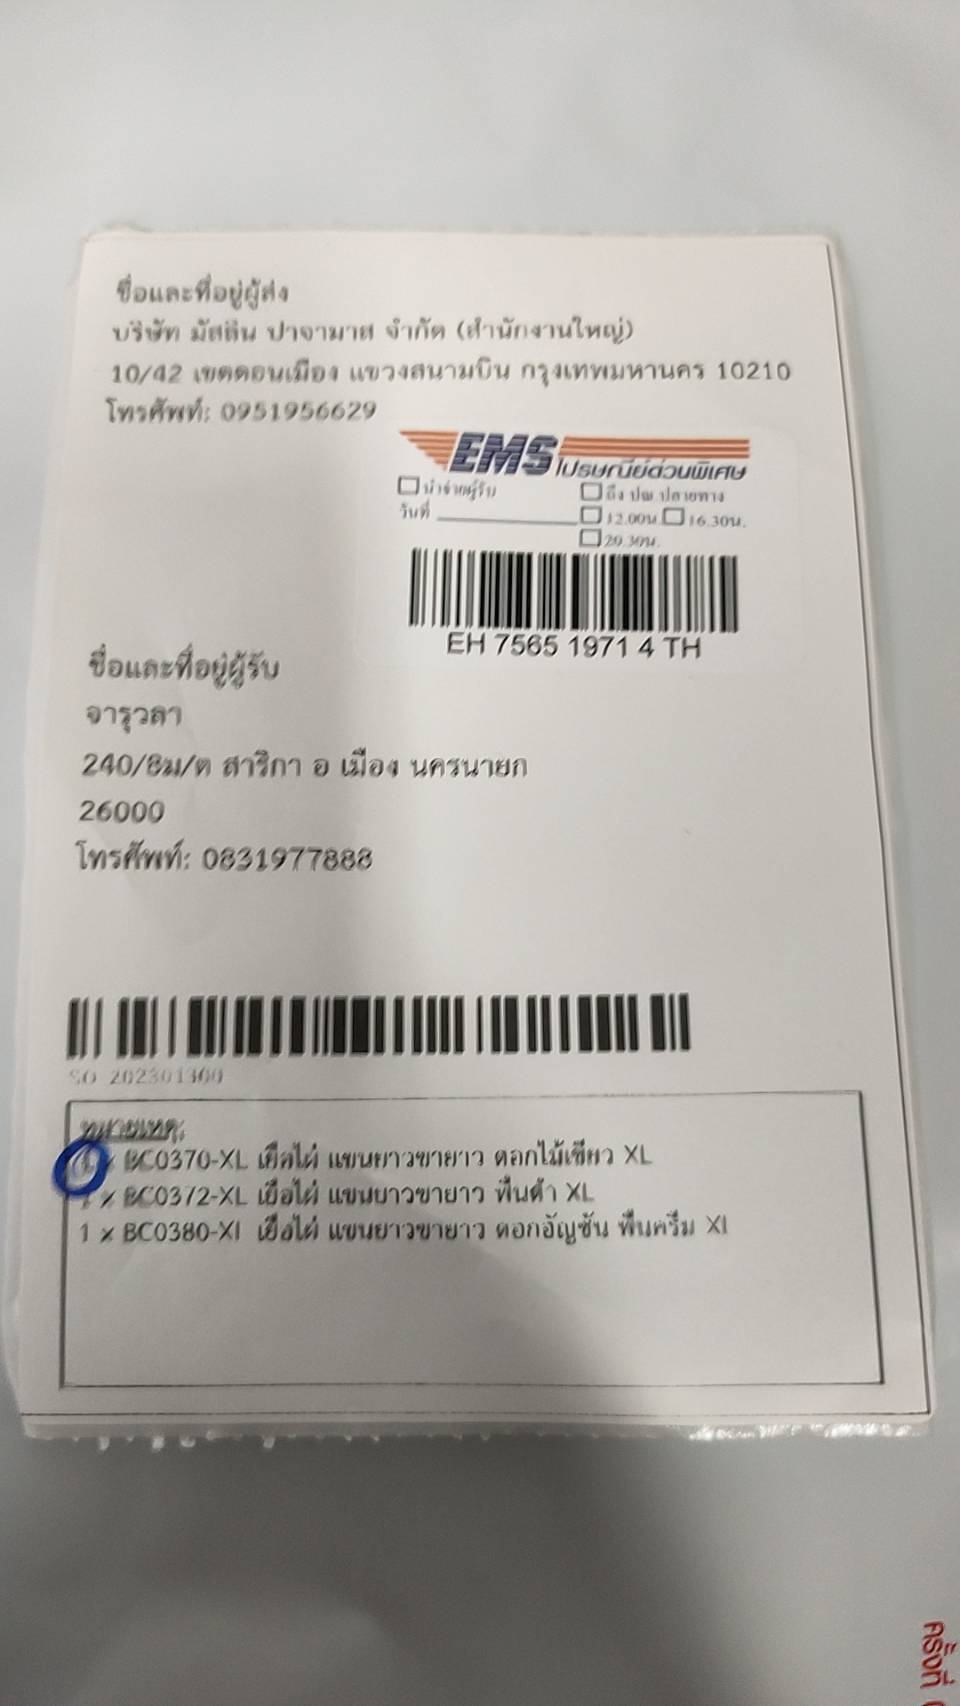 ชื่อและที่อยู่ผู้ส่ง
บริษัท มัสลิน ปาจามาส จำกัด (สำนักงานใหญ่)
10/42 เขตดอนเมือง แขวงสนามบิน กรุงเทพมหานคร 10210
โทรศัพท์: 0951956629
EMS ไปรษณีย์ด่วนพิเศษ
นำจ่ายผู้รับ ถึง ปณ ปลายทาง
วันที่ 12.00น. 16.30น.
20.30น.
EH 7565 1971 4 TH
ชื่อและที่อยู่ผู้รับ
จารุวลา
240/8ม/ต สาริกา อ เมือง นครนายก
26000
โทรศัพท์: 0831977888
SO 202301300
หมายเหตุ:
1 x BC0370-XL เยื่อไผ่ แขนยาวขายาว ดอกไม้เขียว XL
1 x BC0372-XL เยื่อไผ่ แขนยาวขายาว พื้นดำ XL
1 x BC0380-Xl เยื่อไผ่ แขนยาวขายาว ดอกอัญชัน พื้นครีม Xl
ครั้งที่